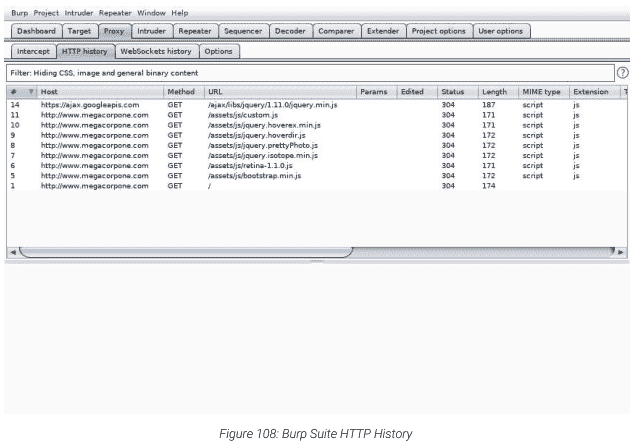 Burp Project Intruder Repeater Window Help
Dashboard Target Proxy Intruder Repeater Sequencer Decoder Comparer Extender Project options User options
Intercept HTTP history WebSockets history Options
Filter: Hiding CSS, image and general binary content ?
# Host Method URL Params Edited Status Length MIME type Extension T
14 https://ajax.googleapis.com GET /ajax/libs/jquery/1.11.0/jquery.min.js 304 187 script js
11 http://www.megacorpone.com GET /assets/js/custom.js 304 171 script js
10 http://www.megacorpone.com GET /assets/js/jquery.hoverex.min.js 304 171 script js
9 http://www.megacorpone.com GET /assets/js/jquery.hoverdir.js 304 172 script js
8 http://www.megacorpone.com GET /assets/js/jquery.prettyPhoto.js 304 172 script js
7 http://www.megacorpone.com GET /assets/js/jquery.isotope.min.js 304 172 script js
6 http://www.megacorpone.com GET /assets/js/retina-1.1.0.js 304 171 script js
5 http://www.megacorpone.com GET /assets/js/bootstrap.min.js 304 172 script js
1 http://www.megacorpone.com GET / 304 174
Figure 108: Burp Suite HTTP History